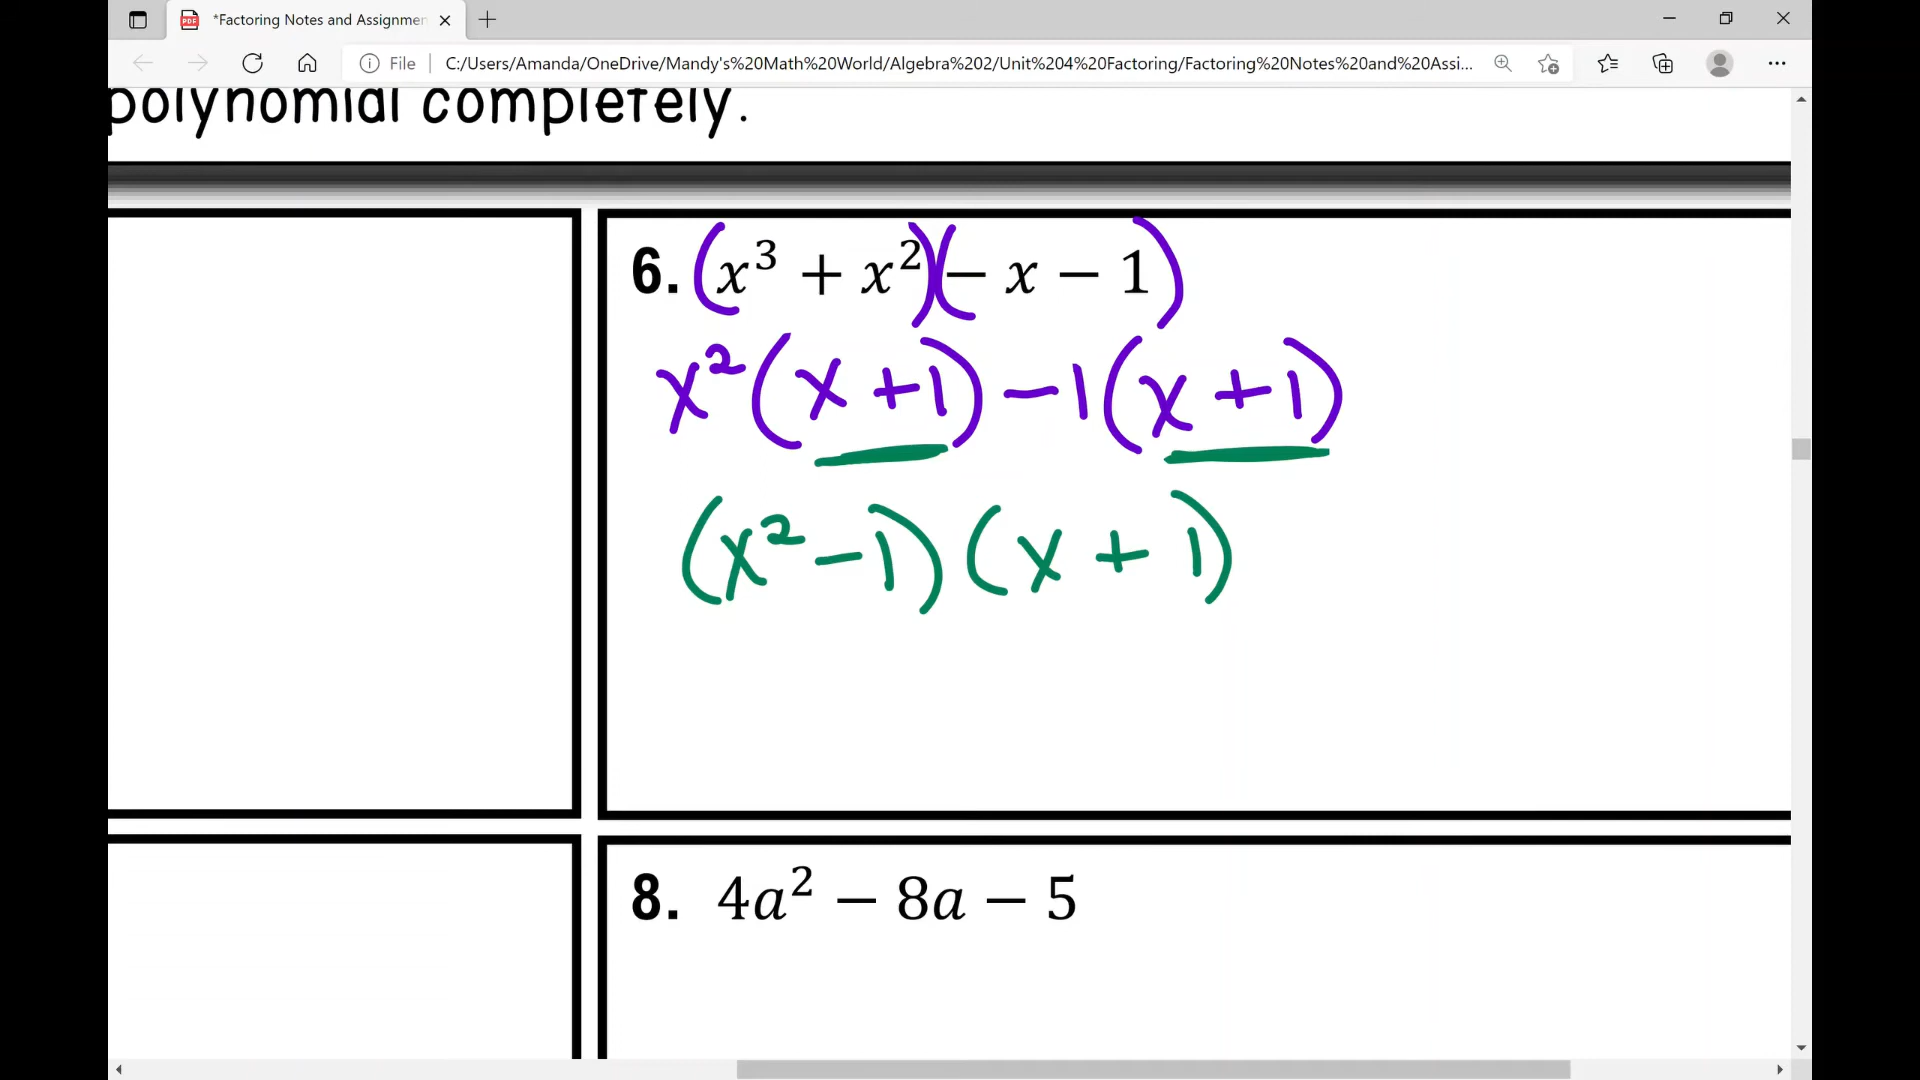 *Factoring Notes and Assignmen
File
C:/Users/Amanda/OneDrive/Mandy's%20Math%20World/Algebra%202/Unit%204%20Factoring/Factoring%20Notes%20and%20Assi...
polynomial completely.
6. (x³ + x²)(− x − 1)
x²(x + 1) − 1(x + 1)
(x² − 1)(x + 1)
8. 4a² − 8a − 5